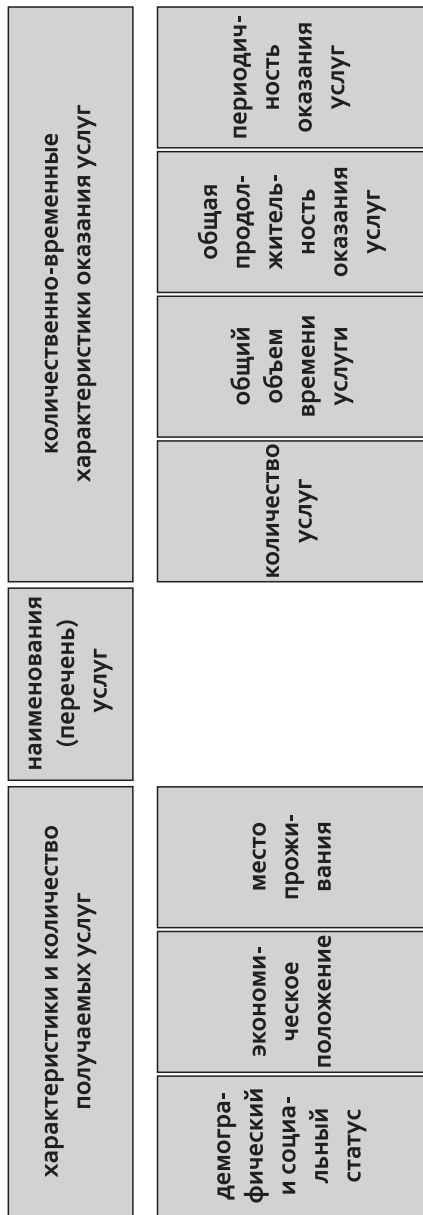 характеристики и количество
получаемых услуг
наименования
(перечень)
услуг
количественно-временные
характеристики оказания услуг
демогра-
фический
и социа-
льный
статус
экономи-
ческое
положение
место
прожи-
вания
количество
услуг
общий
объем
времени
услуги
общая
продол-
житель-
ность
оказания
услуг
периодич-
ность
оказания
услуг